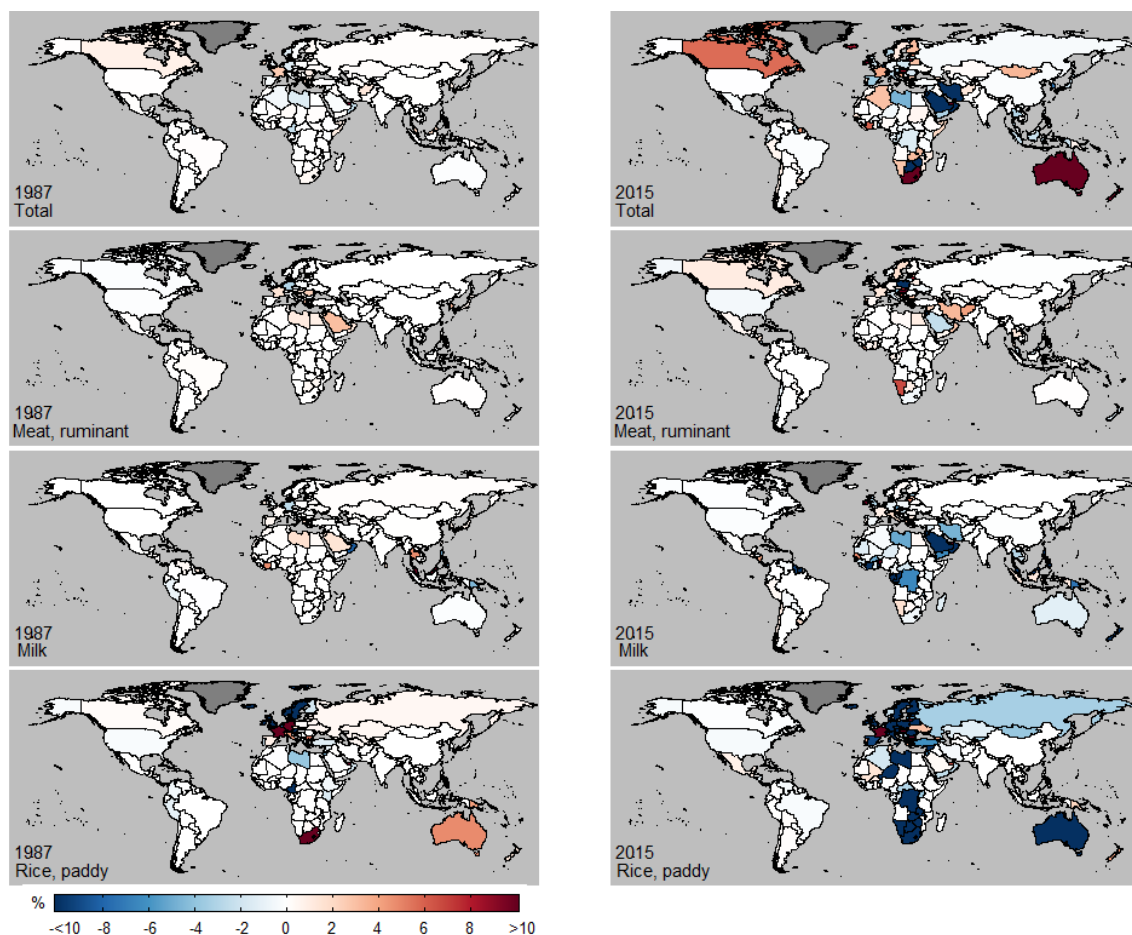 1987
Total
2015
Total
1987
Meat, ruminant
2015
Meat, ruminant
1987
Milk
2015
Milk
1987
Rice, paddy
2015
Rice, paddy
%
-<10 -8 -6 -4 -2 0 2 4 6 8 >10